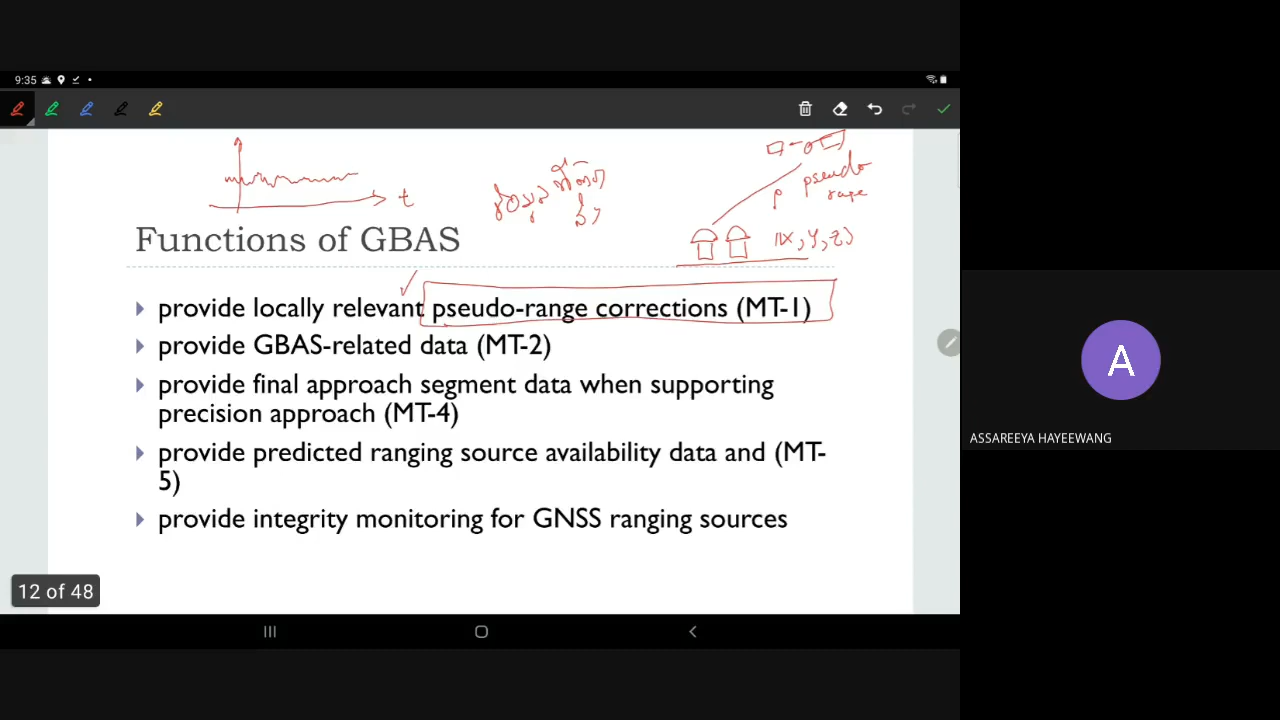 9:35
t
ρ pseudo
range
(x, y, z)
Functions of GBAS
provide locally relevant pseudo-range corrections (MT-1)
provide GBAS-related data (MT-2)
provide final approach segment data when supporting
precision approach (MT-4)
provide predicted ranging source availability data and (MT-
5)
provide integrity monitoring for GNSS ranging sources
12 of 48
A
ASSAREEYA HAYEEWANG